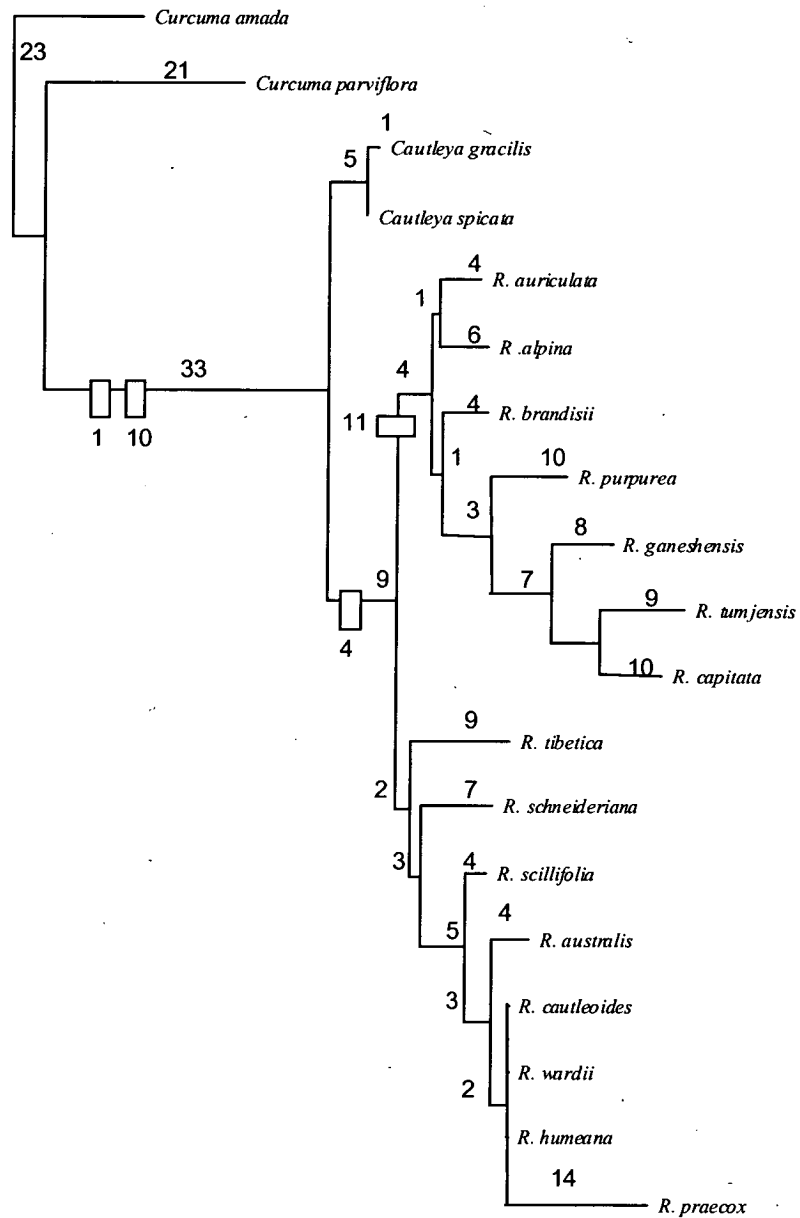 Curcuma amada
23
21
Curcuma parviflora
1
5
Cautleya gracilis
Cautleya spicata
4
R. auriculata
1
6
R .alpina
33
4
4
R. brandisii
11
1 10
1
10
R. purpurea
3
8
R. ganeshensis
9
7
9
R. tumjensis
4
10
R. capitata
9
R. tibetica
2
7
R. schneideriana
3
4
R. scillifolia
4
5
R. australis
3
R. cautleoides
R. wardii
2
R. humeana
14
R. praecox